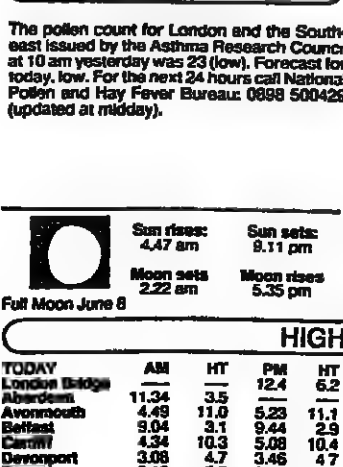 The pollen count for London and the South-
east issued by the Asthma Research Council
at 10 am yesterday was 23 (low). Forecast for
today, low. For the next 24 hours call National
Pollen and Hay Fever Bureau: 0898 500429
(updated at midday).
Sun rises: Sun sets:
4.47 am 9.11 pm
Moon sets Moon rises
2.22 am 5.35 pm
Full Moon June 8
HIGH
TODAY AM HT PM HT
London Bridge — — 12.4 6.2
Aberdeen 11.34 3.5 — —
Avonmouth 4.49 11.0 5.23 11.1
Belfast 9.04 3.1 9.44 2.9
Cardiff 4.34 10.3 5.08 10.4
Devonport 3.08 4.7 3.46 4.7